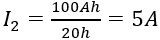 I₂ = 100Ah / 20h = 5A